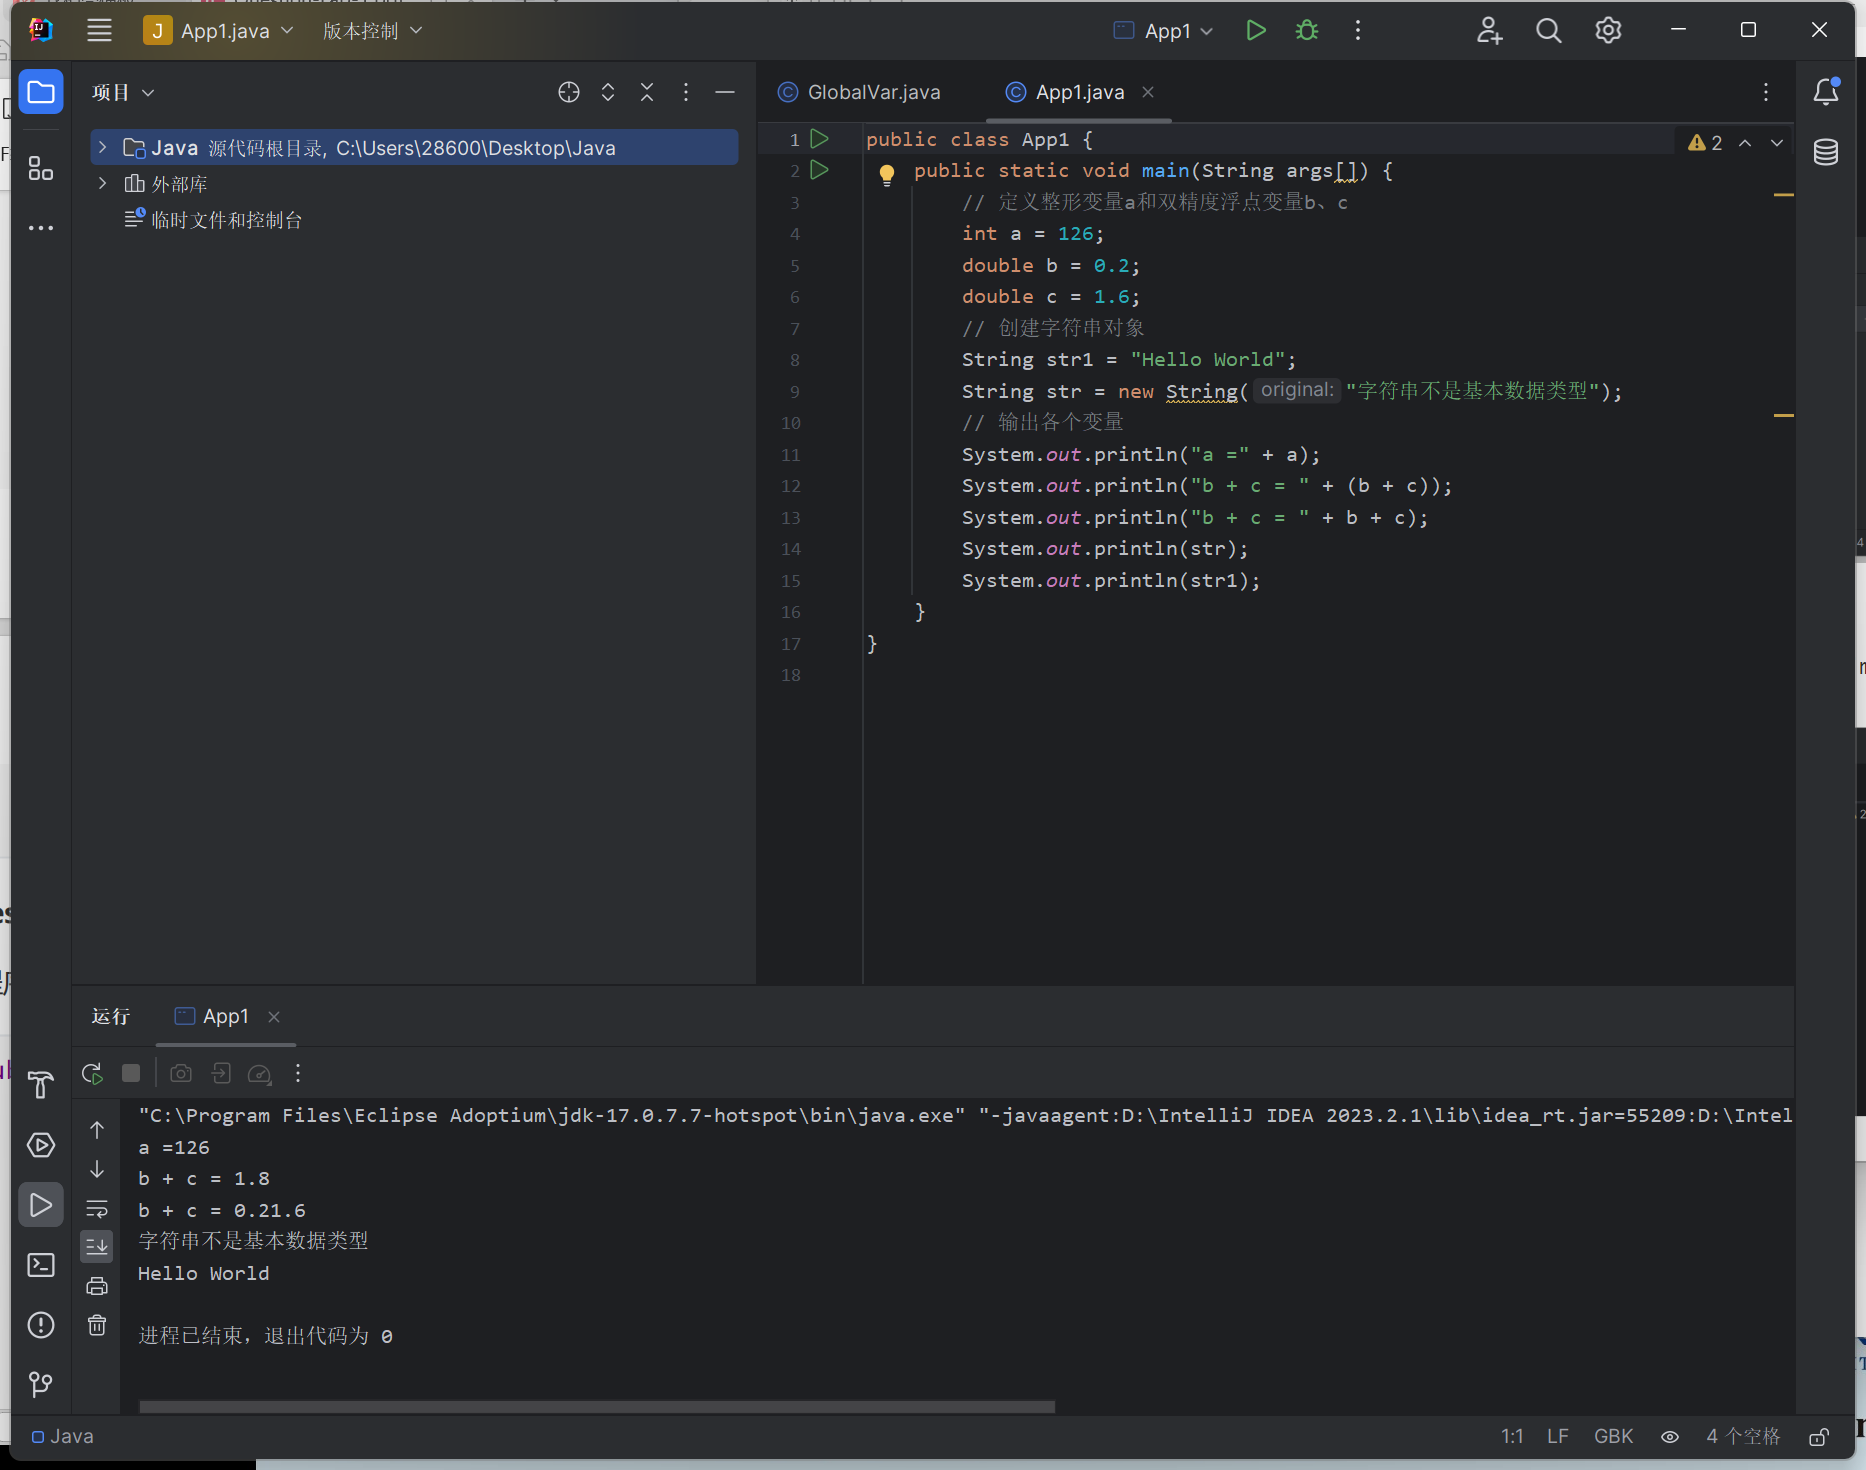 App1.java
版本控制
App1
项目
Java 源代码根目录, C:\Users\28600\Desktop\Java
外部库
临时文件和控制台
GlobalVar.java
App1.java
2
1 public class App1 {
2 public static void main(String args[]) {
3 // 定义整形变量a和双精度浮点变量b、c
4 int a = 126;
5 double b = 0.2;
6 double c = 1.6;
7 // 创建字符串对象
8 String str1 = "Hello World";
9 String str = new String( original: "字符串不是基本数据类型");
10 // 输出各个变量
11 System.out.println("a =" + a);
12 System.out.println("b + c = " + (b + c));
13 System.out.println("b + c = " + b + c);
14 System.out.println(str);
15 System.out.println(str1);
16 }
17 }
18
运行
App1
"C:\Program Files\Eclipse Adoptium\jdk-17.0.7.7-hotspot\bin\java.exe" "-javaagent:D:\IntelliJ IDEA 2023.2.1\lib\idea_rt.jar=55209:D:\Intel
a =126
b + c = 1.8
b + c = 0.21.6
字符串不是基本数据类型
Hello World
进程已结束，退出代码为 0
Java
1:1
LF
GBK
4 个空格